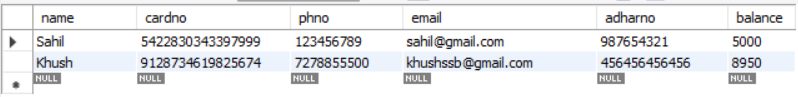 name cardno phno email adharno balance
Sahil 5422830343397999 123456789 sahil@gmail.com 987654321 5000
Khush 9128734619825674 7278855500 khushssb@gmail.com 456456456456 8950
NULL NULL NULL NULL NULL NULL